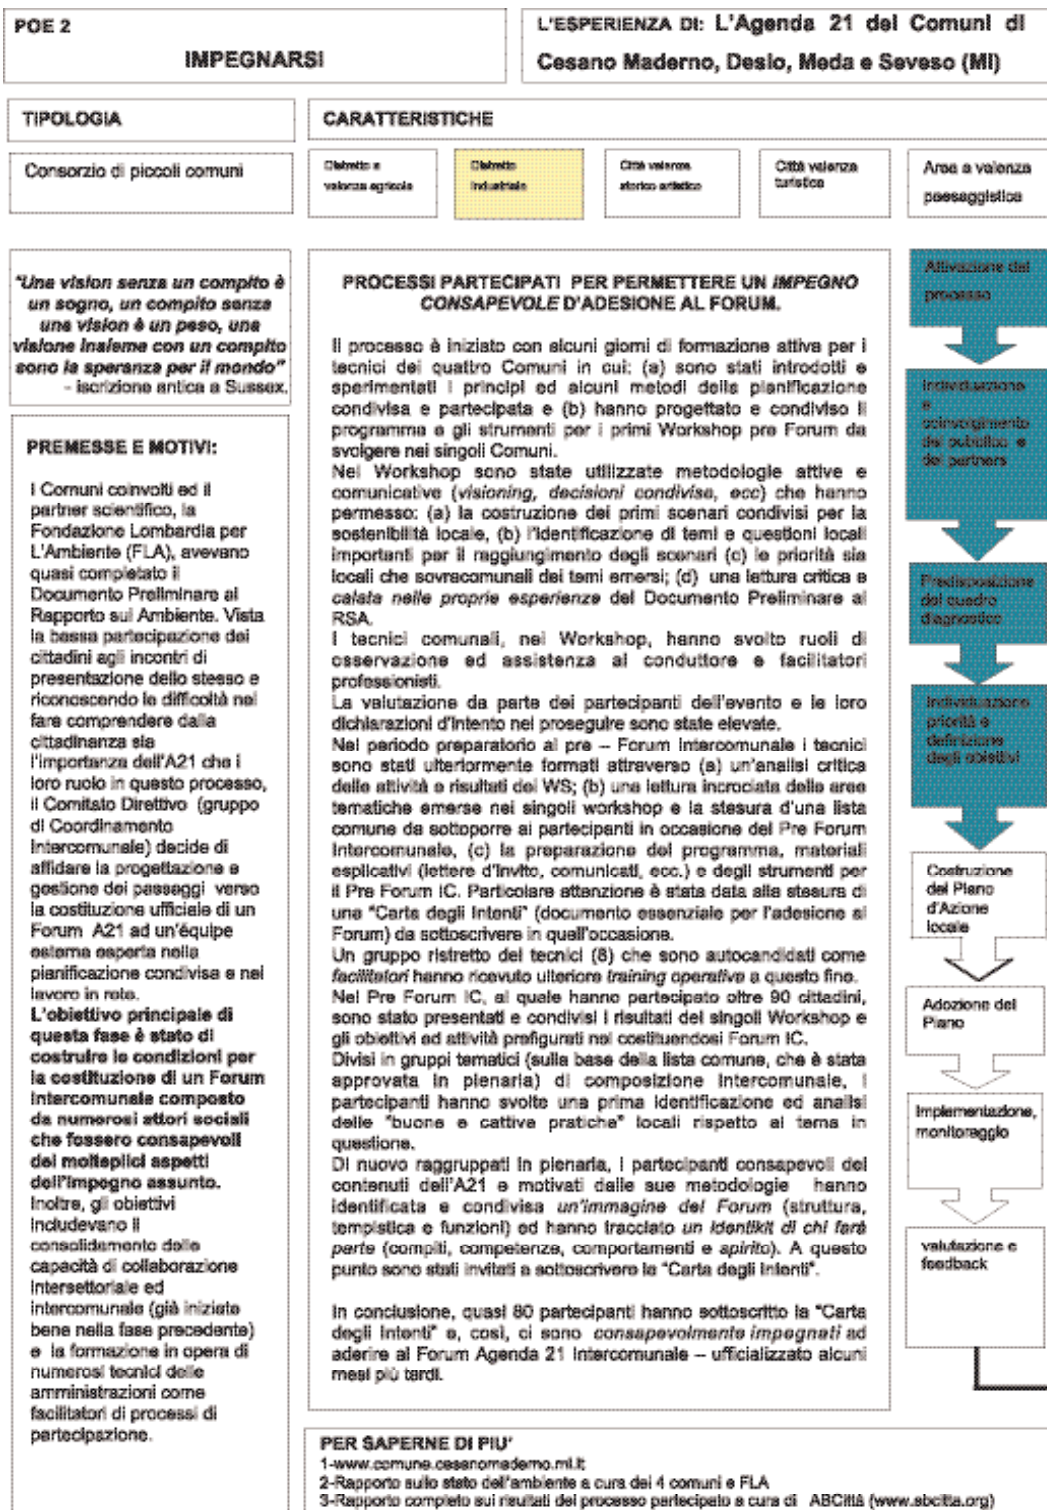 POE 2
IMPEGNARSI
L'ESPERIENZA DI: L'Agenda 21 dei Comuni di
Cesano Maderno, Desio, Meda e Seveso (MI)
TIPOLOGIA
CARATTERISTICHE
Consorzio di piccoli comuni
Distretto a
valenza agricola
Distretto
Industriale
Città valenza
storico artistico
Città valenza
turistica
Area a valenza
paesaggistica
"Una vision senza un compito è
un sogno, un compito senza
una vision è un peso, una
visione insieme con un compito
sono la speranza per il mondo"
- iscrizione antica a Sussex.
PREMESSE E MOTIVI:
I Comuni coinvolti ed il
partner scientifico, la
Fondazione Lombardia per
L'Ambiente (FLA), avevano
quasi completato il
Documento Preliminare al
Rapporto sul Ambiente. Vista
la bassa partecipazione dei
cittadini agli incontri di
presentazione dello stesso e
riconoscendo le difficoltà nel
fare comprendere dalla
cittadinanza sia
l'importanza dell'A21 che i
loro ruolo in questo processo,
il Comitato Direttivo (gruppo
di Coordinamento
Intercomunale) decide di
affidare la progettazione e
gestione dei passaggi verso
la costituzione ufficiale di un
Forum A21 ad un'équipe
esterna esperta nella
pianificazione condivisa e nel
lavoro in rete.
L'obiettivo principale di
questa fase è stato di
costruire le condizioni per
la costituzione di un Forum
Intercomunale composto
da numerosi attori sociali
che fossero consapevoli
dei molteplici aspetti
dell'impegno assunto.
Inoltre, gli obiettivi
includevano il
consolidamento delle
capacità di collaborazione
intersettoriale ed
intercomunale (già iniziate
bene nella fase precedente)
e la formazione in opera di
numerosi tecnici delle
amministrazioni come
facilitatori di processi di
partecipazione.
PROCESSI PARTECIPATI PER PERMETTERE UN IMPEGNO
CONSAPEVOLE D'ADESIONE AL FORUM.
Il processo è iniziato con alcuni giorni di formazione attiva per i
tecnici dei quattro Comuni in cui: (a) sono stati introdotti e
sperimentati i principi ed alcuni metodi della pianificazione
condivisa e partecipata e (b) hanno progettato e condiviso il
programma e gli strumenti per i primi Workshop pre Forum da
svolgere nei singoli Comuni.
Nei Workshop sono state utilizzate metodologie attive e
comunicative (visioning, decisioni condivise, ecc) che hanno
permesso: (a) la costruzione dei primi scenari condivisi per la
sostenibilità locale, (b) l'identificazione di temi e questioni locali
importanti per il raggiungimento degli scenari (c) le priorità sia
locali che sovracomunali dei temi emersi; (d) una lettura critica e
calata nelle proprie esperienze del Documento Preliminare al
RSA.
I tecnici comunali, nei Workshop, hanno svolto ruoli di
osservazione ed assistenza al conduttore e facilitatori
professionisti.
La valutazione da parte dei partecipanti dell'evento e le loro
dichiarazioni d'intento nel proseguire sono state elevate.
Nel periodo preparatorio al pre – Forum Intercomunale i tecnici
sono stati ulteriormente formati attraverso (a) un'analisi critica
delle attività e risultati dei WS; (b) una lettura incrociata delle aree
tematiche emerse nei singoli workshop e la stesura d'una lista
comune da sottoporre ai partecipanti in occasione del Pre Forum
Intercomunale, (c) la preparazione del programma, materiali
esplicativi (lettere d'invito, comunicati, ecc.) e degli strumenti per
il Pre Forum IC. Particolare attenzione è stata data alla stesura di
una "Carta degli Intenti" (documento essenziale per l'adesione al
Forum) da sottoscrivere in quell'occasione.
Un gruppo ristretto dei tecnici (8) che sono autocandidati come
facilitatori hanno ricevuto ulteriore training operativo a questo fine.
Nel Pre Forum IC, al quale hanno partecipato oltre 90 cittadini,
sono stato presentati e condivisi i risultati dei singoli Workshop e
gli obiettivi ed attività prefigurati nel costituendosi Forum IC.
Divisi in gruppi tematici (sulla base della lista comune, che è stata
approvata in plenaria) di composizione Intercomunale, i
partecipanti hanno svolte una prima identificazione ed analisi
delle "buone e cattive pratiche" locali rispetto al tema in
questione.
Di nuovo raggruppati in plenaria, i partecipanti consapevoli dei
contenuti dell'A21 e motivati dalle sue metodologie hanno
identificata e condivisa un'immagine del Forum (struttura,
tempistica e funzioni) ed hanno tracciato un identikit di chi farà
parte (compiti, competenze, comportamenti e spirito). A questo
punto sono stati invitati a sottoscrivere la "Carta degli Intenti".
In conclusione, quasi 80 partecipanti hanno sottoscritto la "Carta
degli Intenti" e, così, ci sono consapevolmente impegnati ad
aderire al Forum Agenda 21 Intercomunale – ufficializzato alcuni
mesi più tardi.
Attivazione del
processo
Individuazione
e
coinvolgimento
del pubblico e
dei partners
Predisposizione
del quadro
diagnostico
Individuazione
priorità e
definizione
degli obiettivi
Costruzione
del Piano
d'Azione
locale
Adozione del
Piano
Implementazione,
monitoraggio
valutazione e
feedback
PER SAPERNE DI PIU'
1-www.comune.cesanomaderno.mi.it
2-Rapporto sullo stato dell'ambiente a cura dei 4 comuni e FLA
3-Rapporto completo sui risultati del processo partecipato a cura di ABCittà (www.abcitta.org)